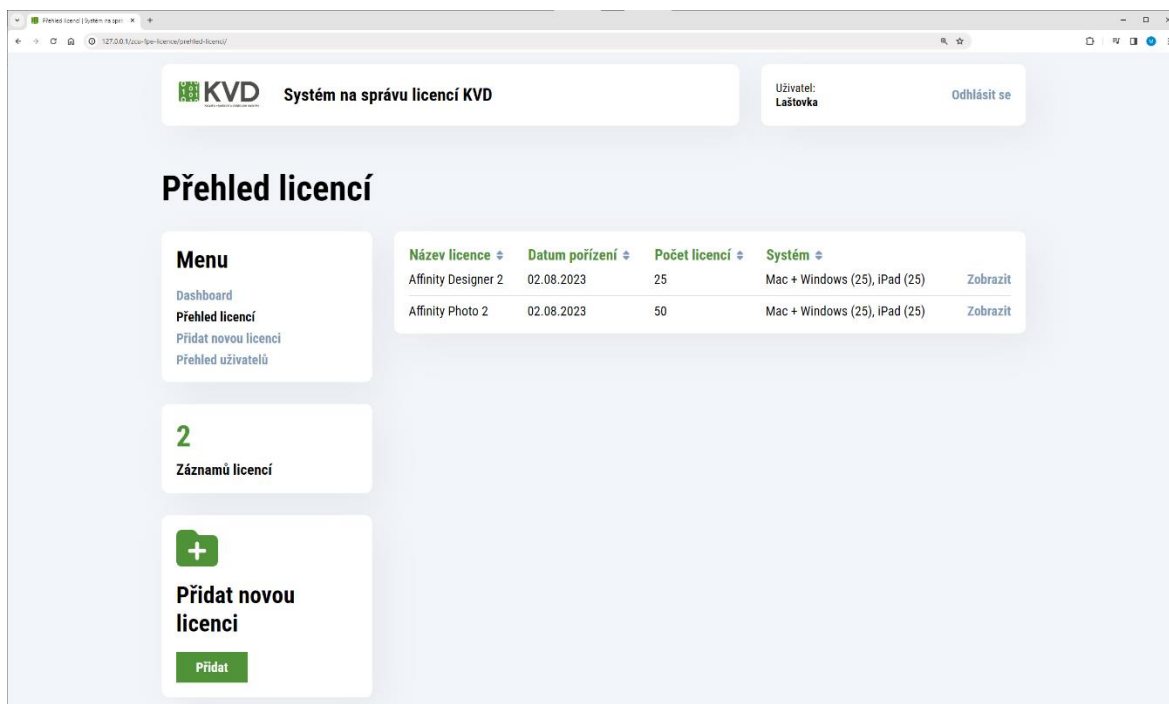 Přehled licencí | Systém na sprá
127.0.0.1/zcu-fpe-licence/prehled-licenci/
KVD
Systém na správu licencí KVD
Uživatel:
Laštovka
Odhlásit se
Přehled licencí
Menu
Dashboard
Přehled licencí
Přidat novou licenci
Přehled uživatelů
Název licence Datum pořízení Počet licencí Systém
Affinity Designer 2 02.08.2023 25 Mac + Windows (25), iPad (25) Zobrazit
Affinity Photo 2 02.08.2023 50 Mac + Windows (25), iPad (25) Zobrazit
2
Záznamů licencí
Přidat novou
licenci
Přidat